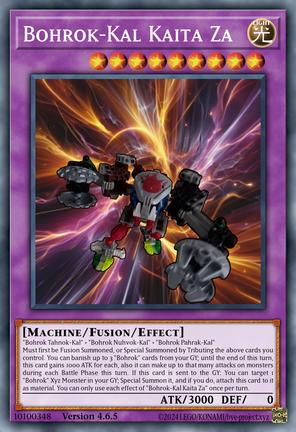 Bohrok-Kal Kaita Za
LIGHT
光
[Machine/Fusion/Effect]
"Bohrok Tahnok-Kal" + "Bohrok Nuhvok-Kal" + "Bohrok Pahrak-Kal"
Must first be Fusion Summoned, or Special Summoned by Tributing the above cards you
control. You can banish up to 3 "Bohrok" cards from your GY; until the end of this turn,
this card gains 1000 ATK for each, also it can make up to that many attacks on monsters
during each Battle Phase this turn. If this card is sent to the GY: You can target 1
"Bohrok" Xyz Monster in your GY; Special Summon it, and if you do, attach this card to it
as material. You can only use each effect of "Bohrok-Kal Kaita Za" once per turn.
ATK/3000 DEF/ 0
10100348 Version 4.6.5 ©2024 LEGO/KONAMI/bye-project.xyz